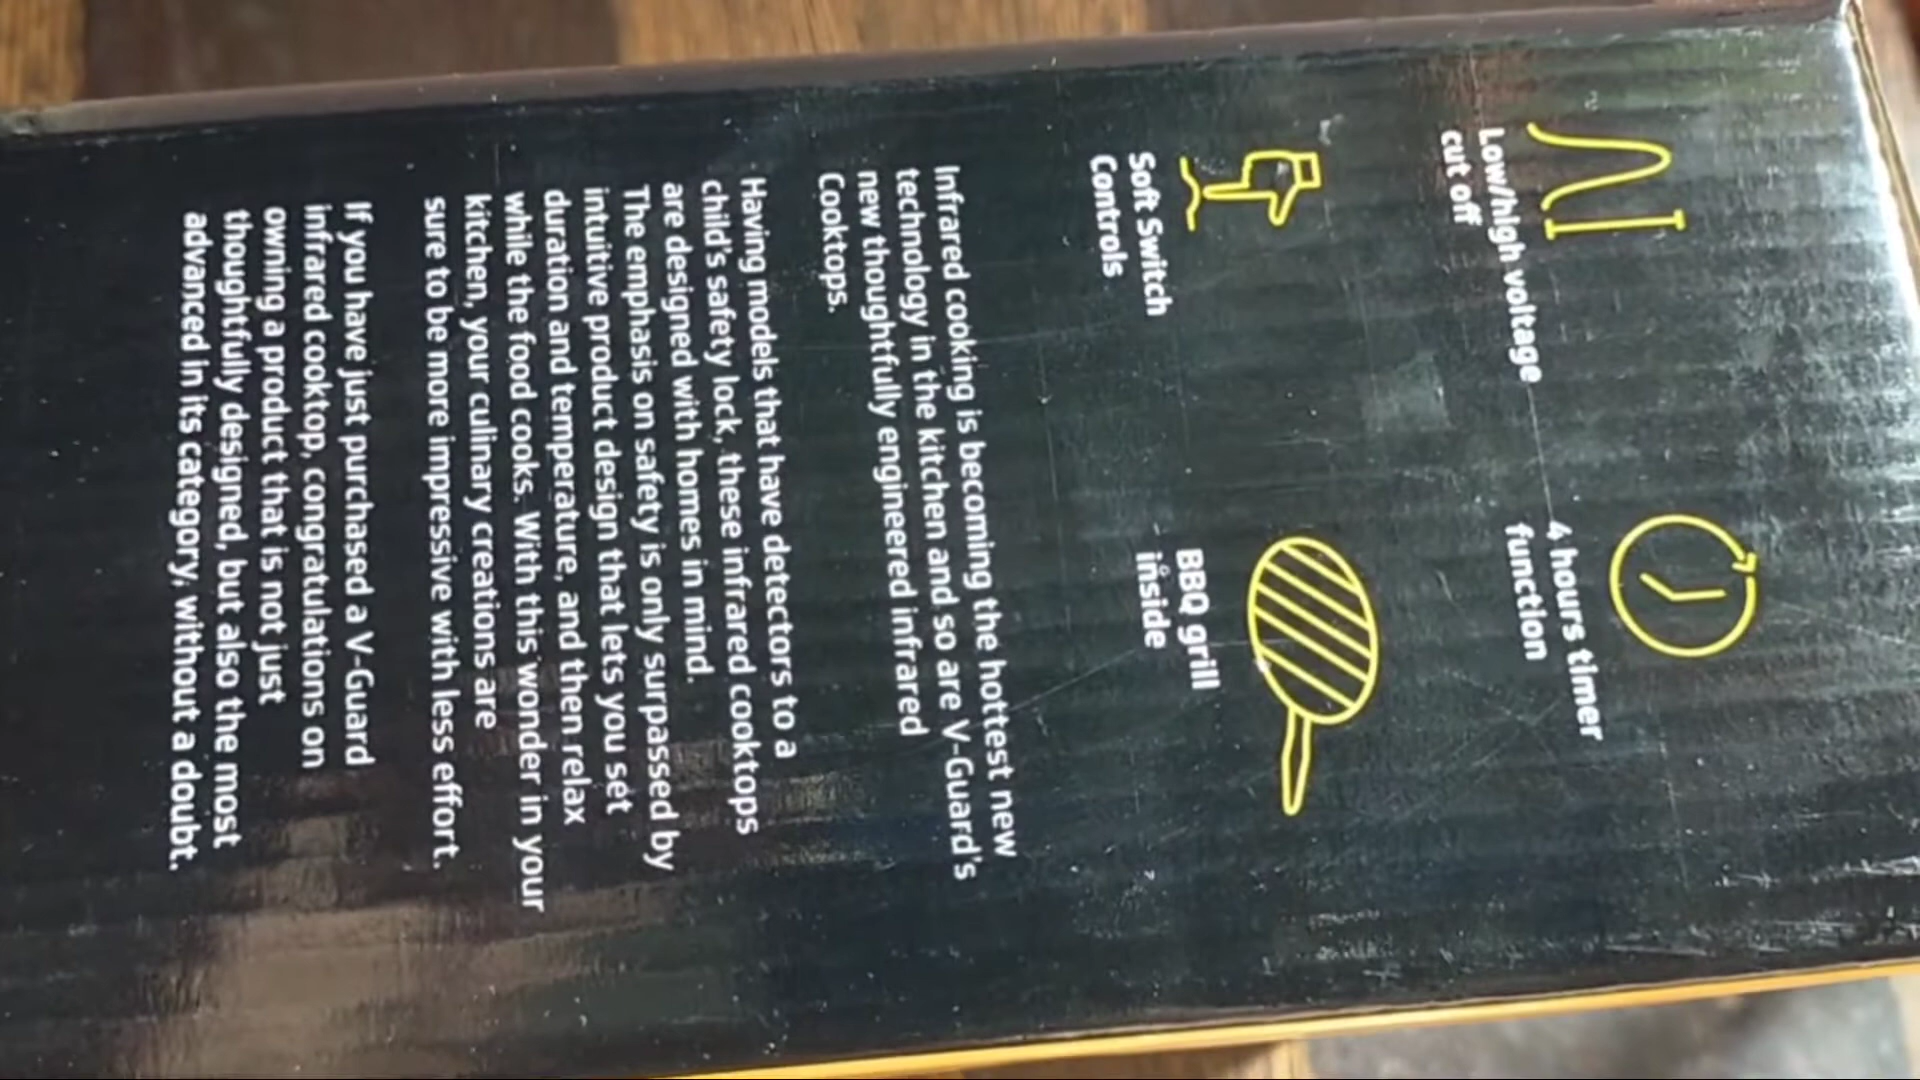 Low/high voltage
cut off
4 hours timer
function
Soft Switch
Controls
BBQ grill
inside
Infrared cooking is becoming the hottest new
technology in the kitchen and so are V-Guard's
new thoughtfully engineered infrared
Cooktops.
Having models that have detectors to a
child's safety lock, these infrared cooktops
are designed with homes in mind.
The emphasis on safety is only surpassed by
intuitive product design that lets you set
duration and temperature, and then relax
while the food cooks. With this wonder in your
kitchen, your culinary creations are
sure to be more impressive with less effort.
If you have just purchased a V-Guard
infrared cooktop, congratulations on
owning a product that is not just
thoughtfully designed, but also the most
advanced in its category, without a doubt.